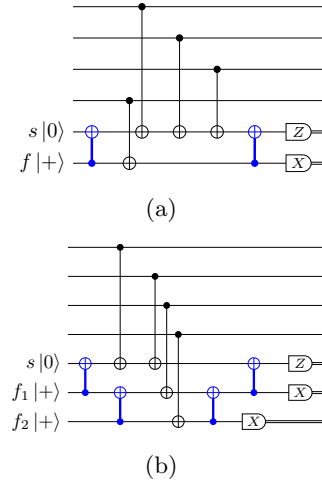 s |0⟩ Z
f |+⟩ X
(a)
s |0⟩ Z
f₁ |+⟩ X
f₂ |+⟩ X
(b)